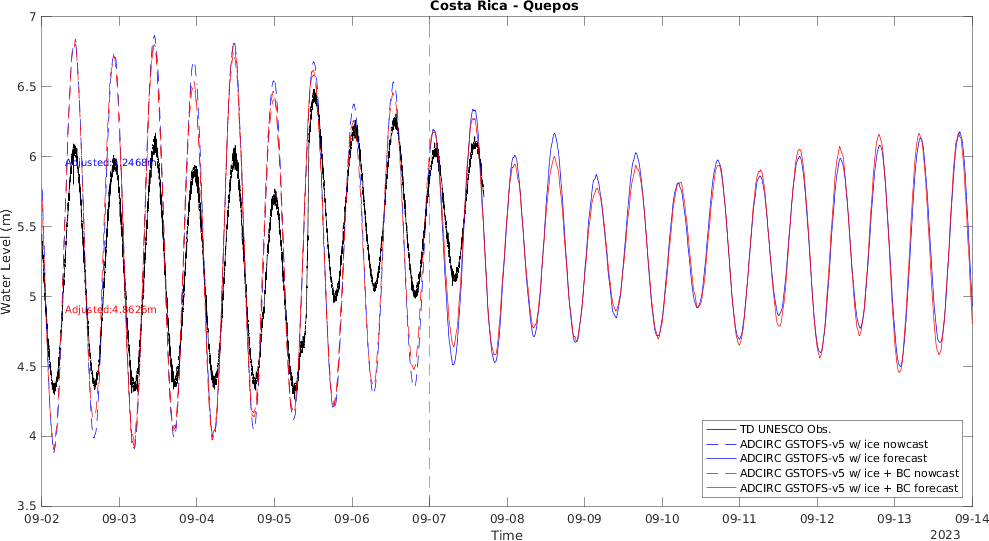 Costa Rica - Quepos
Water Level (m)
7
6.5
6
5.5
5
4.5
4
3.5
Adjusted:
2468m
Adjusted:4.8626m
TD UNESCO Obs.
ADCIRC GSTOFS-v5 w/ ice nowcast
ADCIRC GSTOFS-v5 w/ ice forecast
ADCIRC GSTOFS-v5 w/ ice + BC nowcast
ADCIRC GSTOFS-v5 w/ ice + BC forecast
09-02 09-03 09-04 09-05 09-06 09-07 09-08 09-09 09-10 09-11 09-12 09-13 09-14
Time
2023